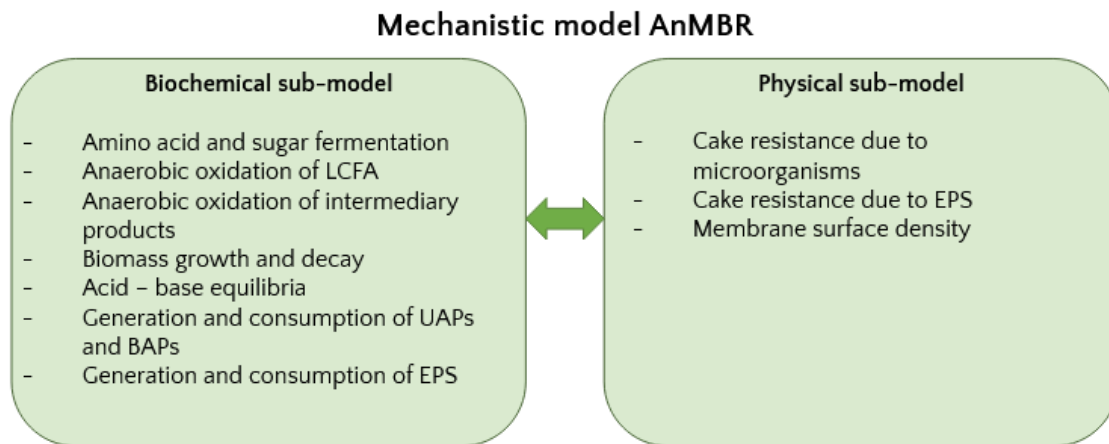 Mechanistic model AnMBR
Biochemical sub-model
- Amino acid and sugar fermentation
- Anaerobic oxidation of LCFA
- Anaerobic oxidation of intermediary
products
- Biomass growth and decay
- Acid – base equilibria
- Generation and consumption of UAPs
and BAPs
- Generation and consumption of EPS
Physical sub-model
- Cake resistance due to
microorganisms
- Cake resistance due to EPS
- Membrane surface density